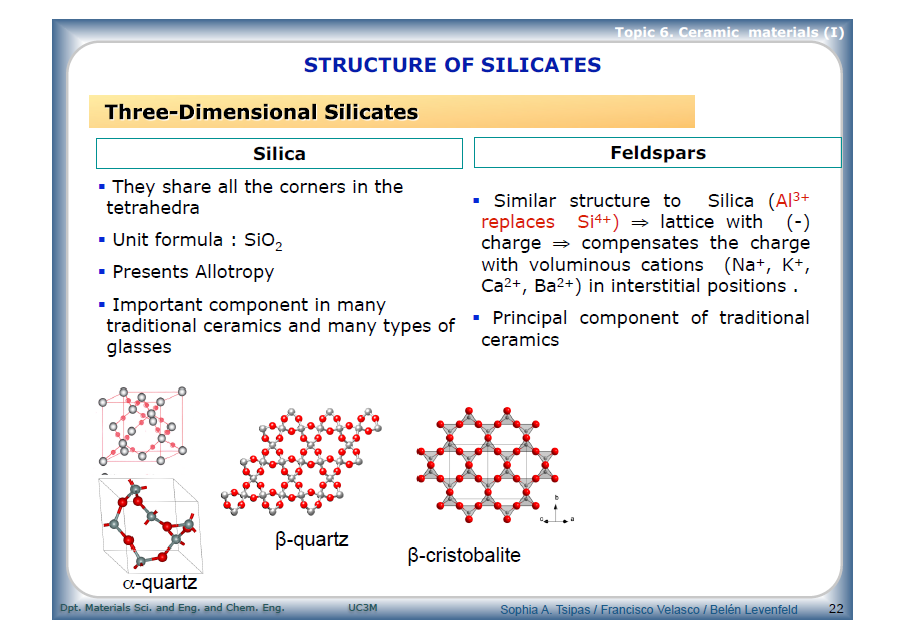 Topic 6. Ceramic materials (I)
STRUCTURE OF SILICATES
Three-Dimensional Silicates
Silica
▪ They share all the corners in the
tetrahedra
▪ Unit formula : SiO₂
▪ Presents Allotropy
▪ Important component in many
traditional ceramics and many types of
glasses
Feldspars
▪ Similar structure to Silica (Al³⁺
replaces Si⁴⁺) ⇒ lattice with (-)
charge ⇒ compensates the charge
with voluminous cations (Na⁺, K⁺,
Ca²⁺, Ba²⁺) in interstitial positions .
▪ Principal component of traditional
ceramics
α-quartz
β-quartz
b
c a
β-cristobalite
Dpt. Materials Sci. and Eng. and Chem. Eng. UC3M Sophia A. Tsipas / Francisco Velasco / Belén Levenfeld 22